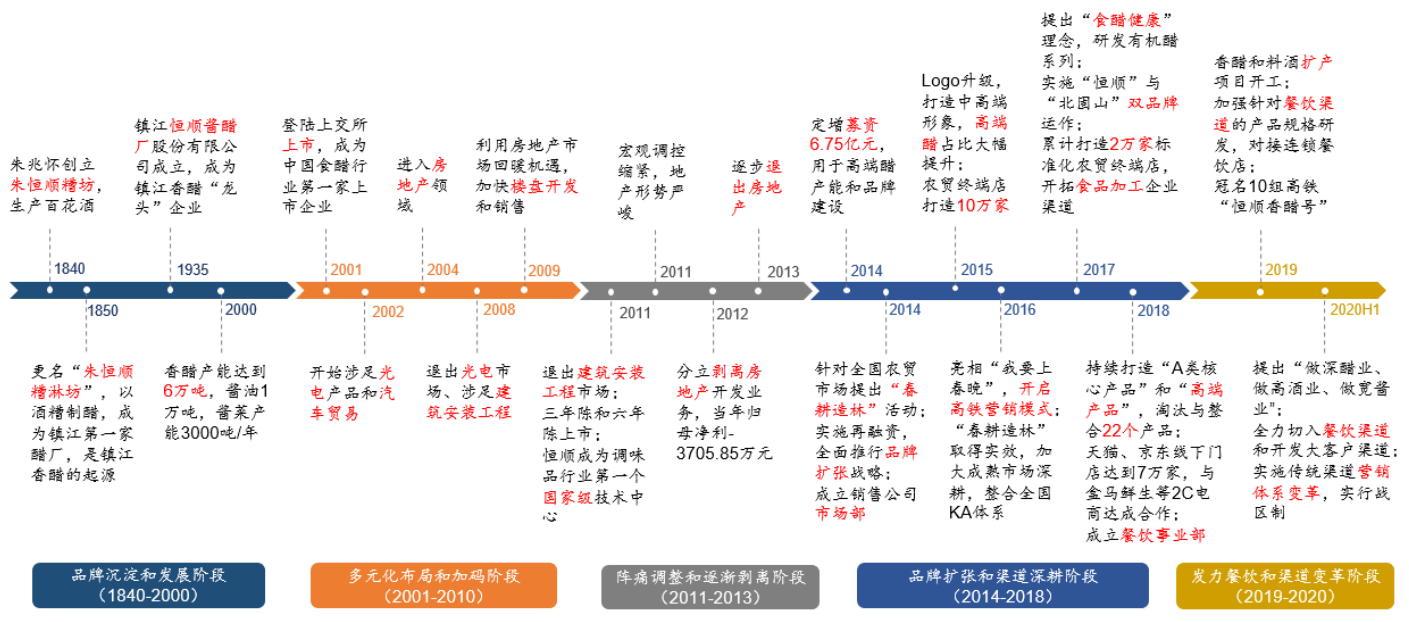 朱兆怀创立
朱恒顺糟坊，
生产百花酒
镇江恒顺酱醋
厂股份有限公
司成立，成为
镇江香醋“龙
头”企业
登陆上交所
上市，成为
中国食醋行
业第一家上
市企业
进入房
地产领
域
利用房地产市
场回暖机遇，
加快楼盘开发
和销售
宏观调控
缩紧，地
产形势严
峻
逐步退
出房地
产
定增募资
6.75亿元，
用于高端醋
产能和品牌
建设
Logo升级，
打造中高端
形象，高端
醋占比大幅
提升；
农贸终端店
打造10万家
提出“食醋健康”
理念，研发有机醋
系列；
实施“恒顺”与
“北固山”双品牌
运作；
累计打造2万家标
准化农贸终端店，
开拓食品加工企业
渠道
香醋和料酒扩产
项目开工；
加强针对餐饮渠
道的产品规格研
发，对接连锁餐
饮店；
冠名10组高铁
“恒顺香醋号”
1840
1935
2001
2004
2009
2011
2013
2014
2015
2017
2019
1850
2000
2002
2008
2011
2012
2014
2016
2018
2020H1
更名“朱恒顺
糟淋坊”，以
酒糟制醋，成
为镇江第一家
醋厂，是镇江
香醋的起源
香醋产能达到
6万吨，酱油1
万吨，酱菜产
能3000吨/年
开始涉足光
电产品和汽
车贸易
退出光电市
场、涉足建
筑安装工程
退出建筑安装
工程市场；
三年陈和六年
陈上市；
恒顺成为调味
品行业第一个
国家级技术中
心
分立剥离房
地产开发业
务，当年归
母净利-
3705.85万元
针对全国农贸
市场提出“春
耕造林”活动；
实施再融资，
全面推行品牌
扩张战略；
成立销售公司
市场部
亮相“我要上
春晚”，开启
高铁营销模式；
“春耕造林”
取得实效，加
大成熟市场深
耕，整合全国
KA体系
持续打造“A类核
心产品”和“高端
产品”，淘汰与整
合22个产品；
天猫、京东线下门
店达到7万家，与
盒马鲜生等2C电
商达成合作；
成立餐饮事业部
提出“做深醋业、
做高酒业、做宽酱
业”；
全力切入餐饮渠道
和开发大客户渠道；
实施传统渠道营销
体系变革，实行战
区制
品牌沉淀和发展阶段
（1840-2000）
多元化布局和加码阶段
（2001-2010）
阵痛调整和逐渐剥离阶段
（2011-2013）
品牌扩张和渠道深耕阶段
（2014-2018）
发力餐饮和渠道变革阶段
（2019-2020）